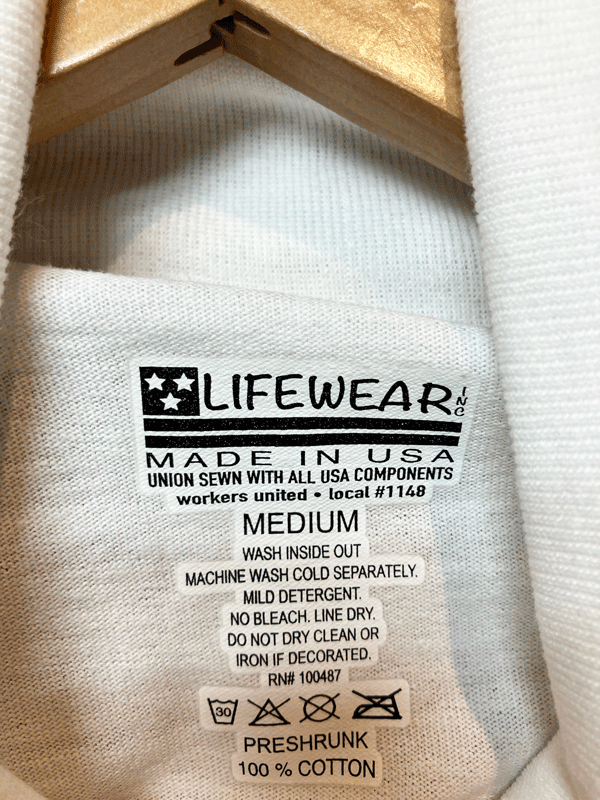 LIFEWEAR INC
MADE IN USA
UNION SEWN WITH ALL USA COMPONENTS
workers united • local #1148
MEDIUM
WASH INSIDE OUT
MACHINE WASH COLD SEPARATELY.
MILD DETERGENT.
NO BLEACH. LINE DRY.
DO NOT DRY CLEAN OR
IRON IF DECORATED.
RN# 100487
30
PRESHRUNK
100 % COTTON